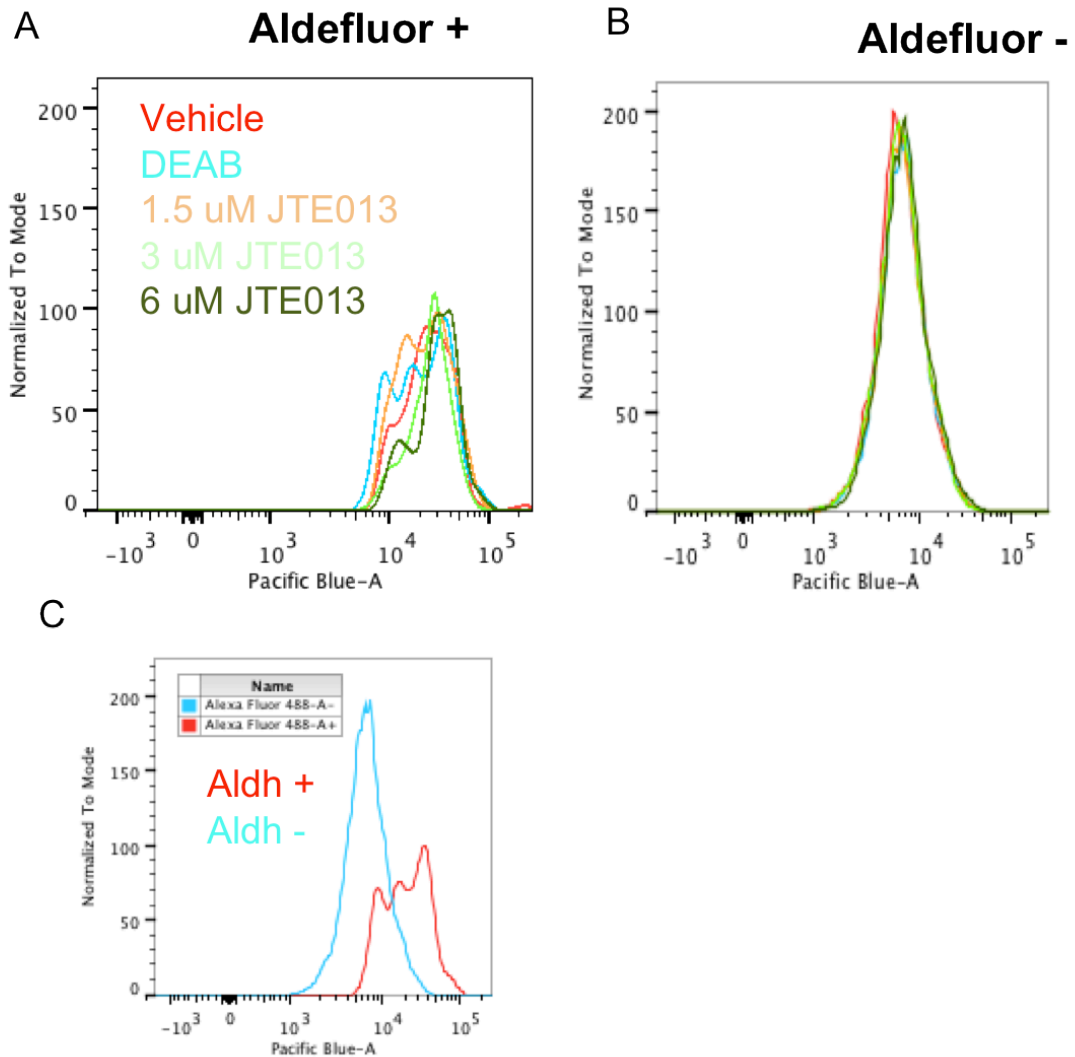 A
Aldefluor +
B
Aldefluor -
Vehicle
DEAB
1.5 uM JTE013
3 uM JTE013
6 uM JTE013
200
150
100
50
0
Normalized To Mode
-10^3 0 10^3 10^4 10^5
Pacific Blue-A
200
150
100
50
0
Normalized To Mode
-10^3 0 10^3 10^4 10^5
Pacific Blue-A
C
Name
Alexa Fluor 488-A-
Alexa Fluor 488-A+
Aldh +
Aldh -
200
150
100
50
0
Normalized To Mode
-10^3 0 10^3 10^4 10^5
Pacific Blue-A